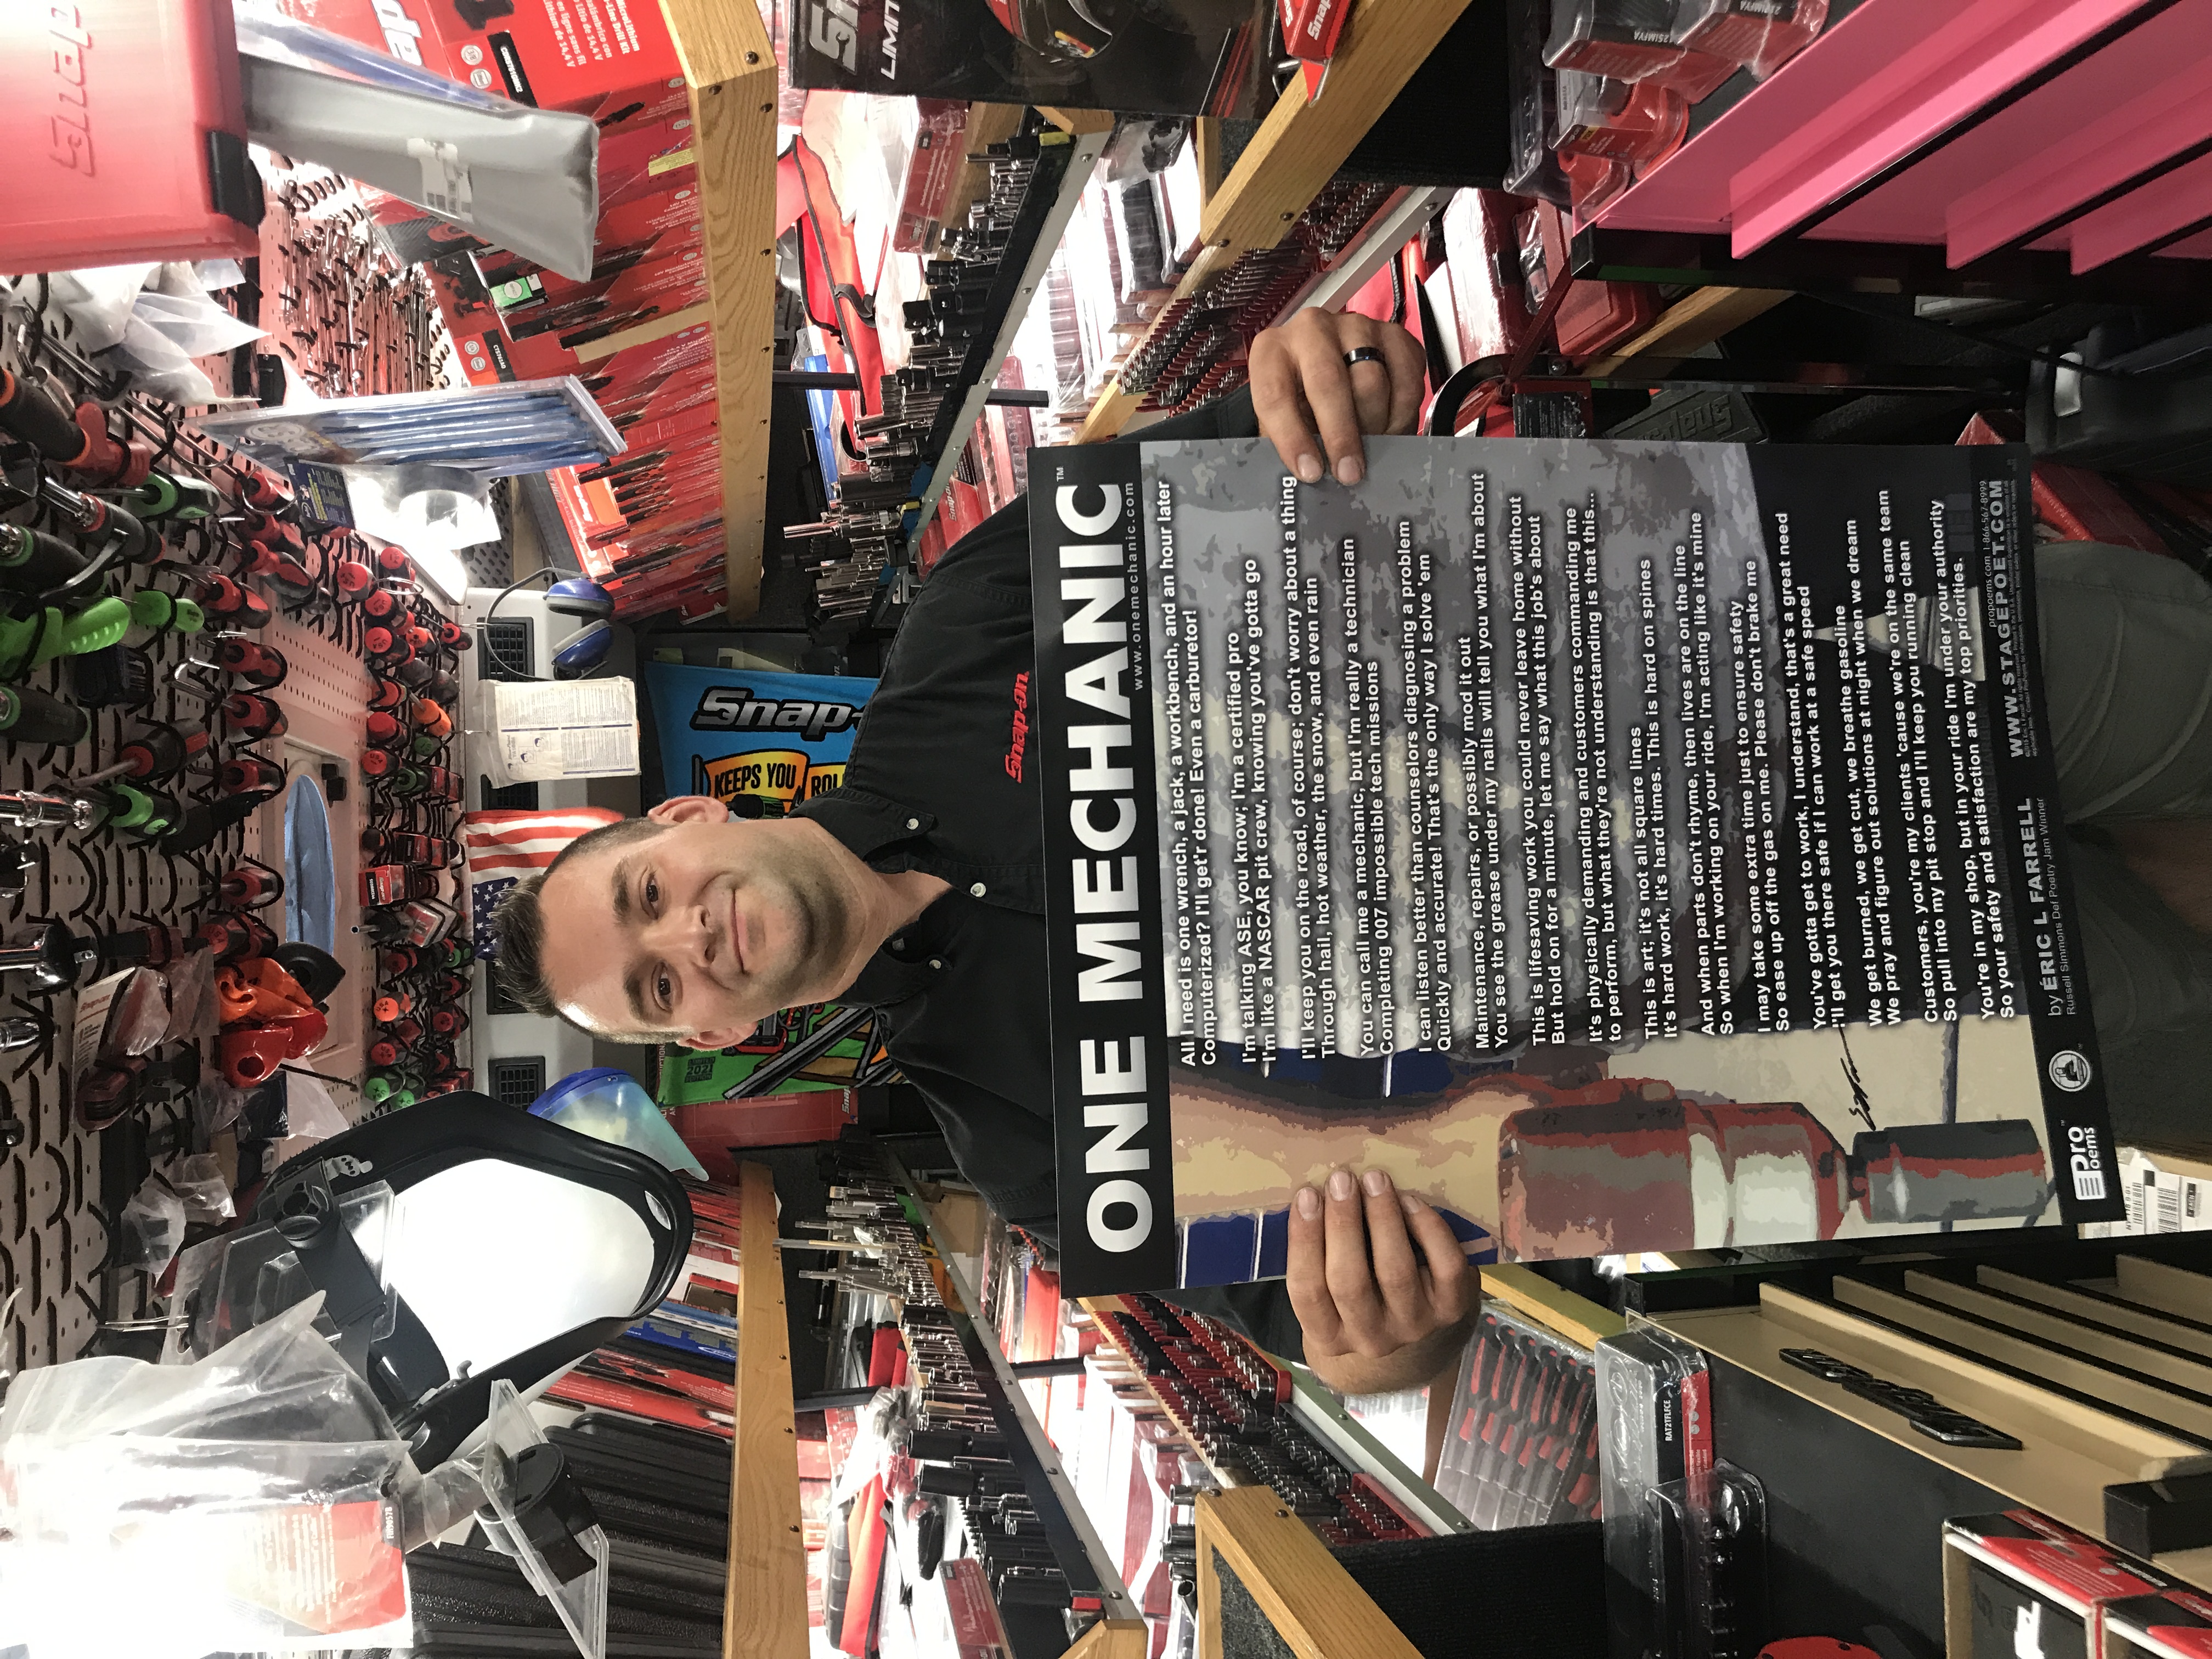 ONE MECHANIC™
www.onemechanic.com
All I need is one wrench, a jack, a workbench, and an hour later
Computerized? I'll get'r done! Even a carburetor!
I'm talking ASE, you know; I'm a certified pro
I'm like a NASCAR pit crew, knowing you've gotta go
I'll keep you on the road, of course; don't worry about a thing
Through hail, hot weather, the snow, and even rain
You can call me a mechanic, but I'm really a technician
Completing 007 impossible tech missions
I can listen better than counselors diagnosing a problem
Quickly and accurate! That's the only way I solve 'em
Maintenance, repairs, or possibly mod it out
You see the grease under my nails will tell you what I'm about
This is lifesaving work you could never leave home without
But hold on for a minute, let me say what this job's about
It's physically demanding and customers commanding me
to perform, but what they're not understanding is that this...
This is art; it's not all square lines
It's hard work, it's hard times. This is hard on spines
And when parts don't rhyme, then lives are on the line
So when I'm working on your ride, I'm acting like it's mine
I may take some extra time just to ensure safety
So ease up off the gas on me. Please don't brake me
You've gotta get to work, I understand, that's a great need
I'll get you there safe if I can work at a safe speed
We get burned, we get cut, we breathe gasoline
We pray and figure out solutions at night when we dream
Customers, you're my clients 'cause we're on the same team
So pull into my pit stop and I'll keep you running clean
You're in my shop, but in your ride I'm under your authority
So your safety and satisfaction are my top priorities.
Pro
Poems™
by ÉRIC L FARRELL
Russell Simmons Def Poetry Jam Winner
propoems.com 1-866-567-8999
WWW.STAGEPOET.COM
Snap-on
Snap-
KEEPS YOU
ROL
2021
Snap
LIMIT
RAT12TFLFCE